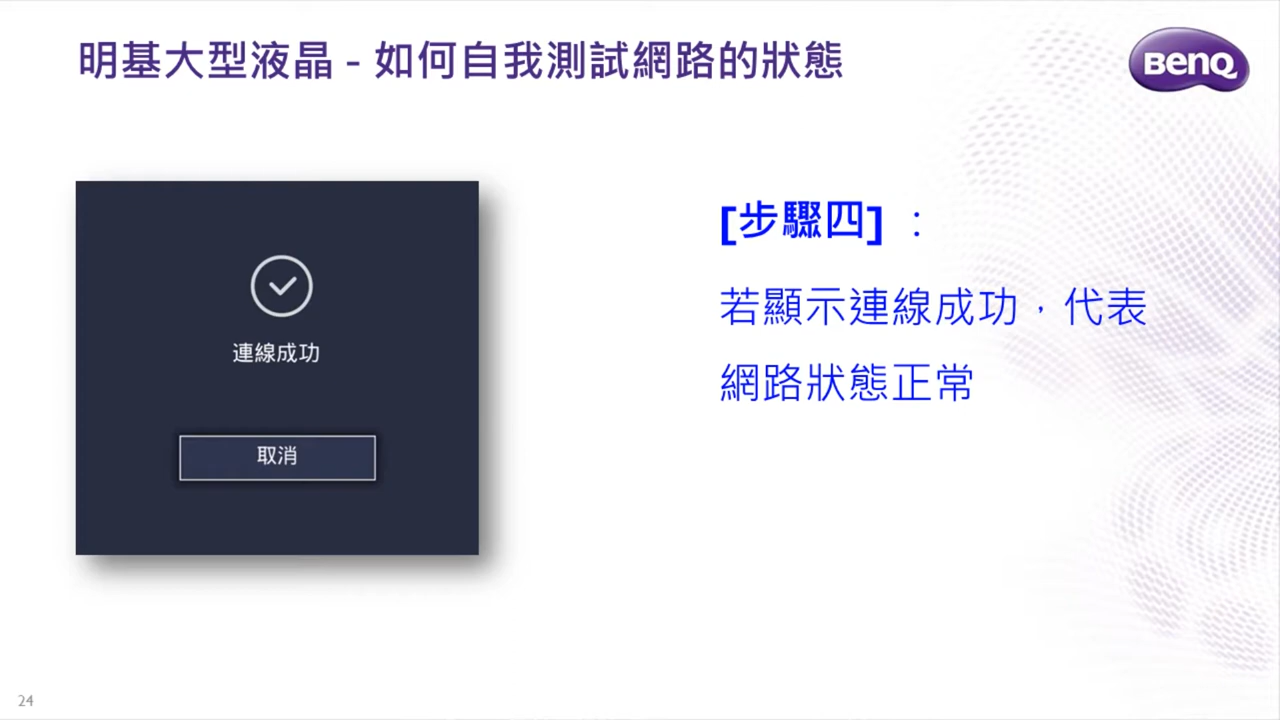 明基大型液晶 - 如何自我測試網路的狀態
BenQ
連線成功
取消
[步驟四] ：
若顯示連線成功，代表
網路狀態正常
24